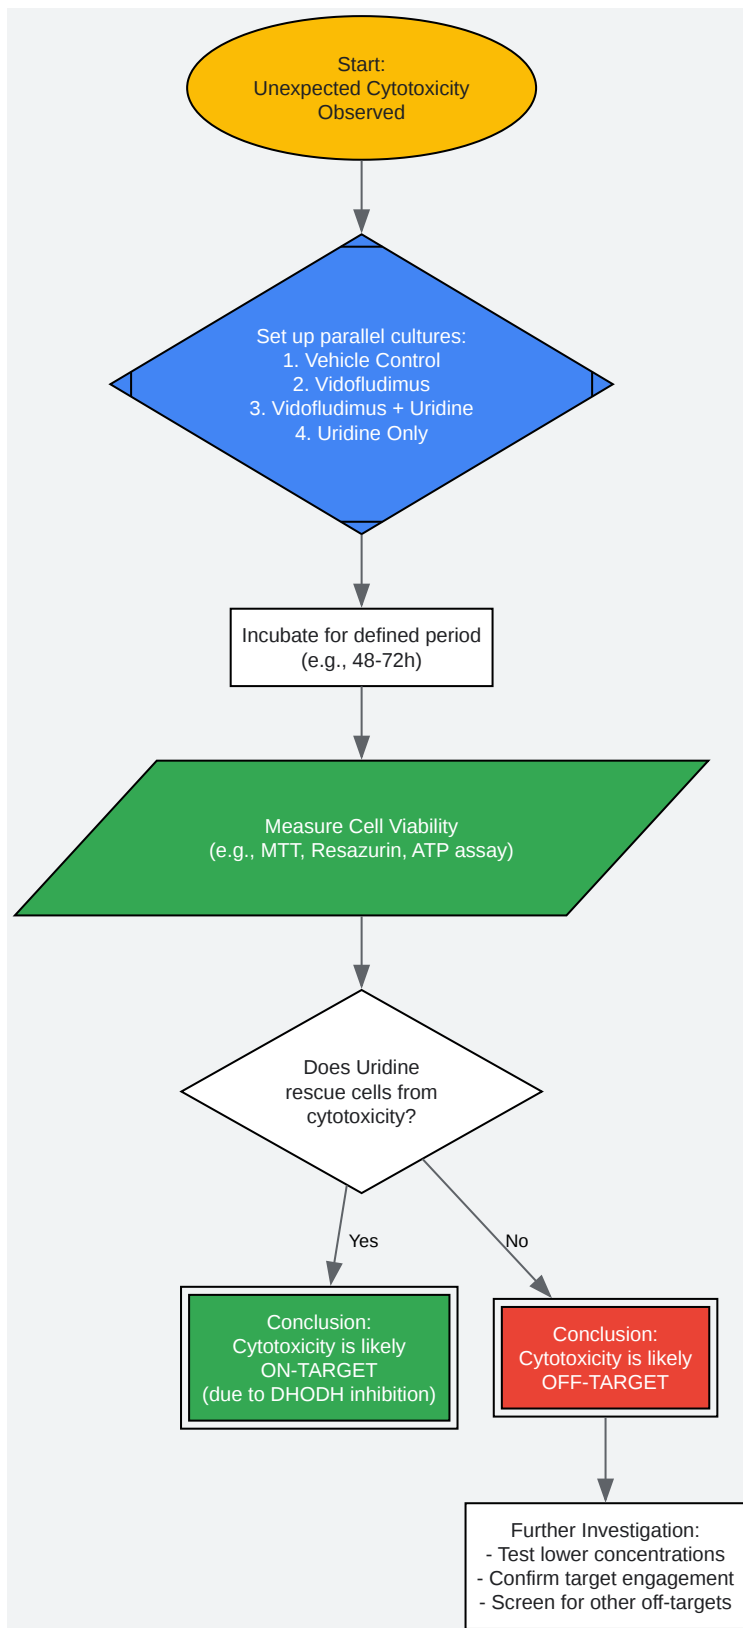 Start:
Unexpected Cytotoxicity
Observed
Set up parallel cultures:
1. Vehicle Control
2. Vidofludimus
3. Vidofludimus + Uridine
4. Uridine Only
Incubate for defined period
(e.g., 48-72h)
Measure Cell Viability
(e.g., MTT, Resazurin, ATP assay)
Does Uridine
rescue cells from
cytotoxicity?
Yes
No
Conclusion:
Cytotoxicity is likely
ON-TARGET
(due to DHODH inhibition)
Conclusion:
Cytotoxicity is likely
OFF-TARGET
Further Investigation:
- Test lower concentrations
- Confirm target engagement
- Screen for other off-targets